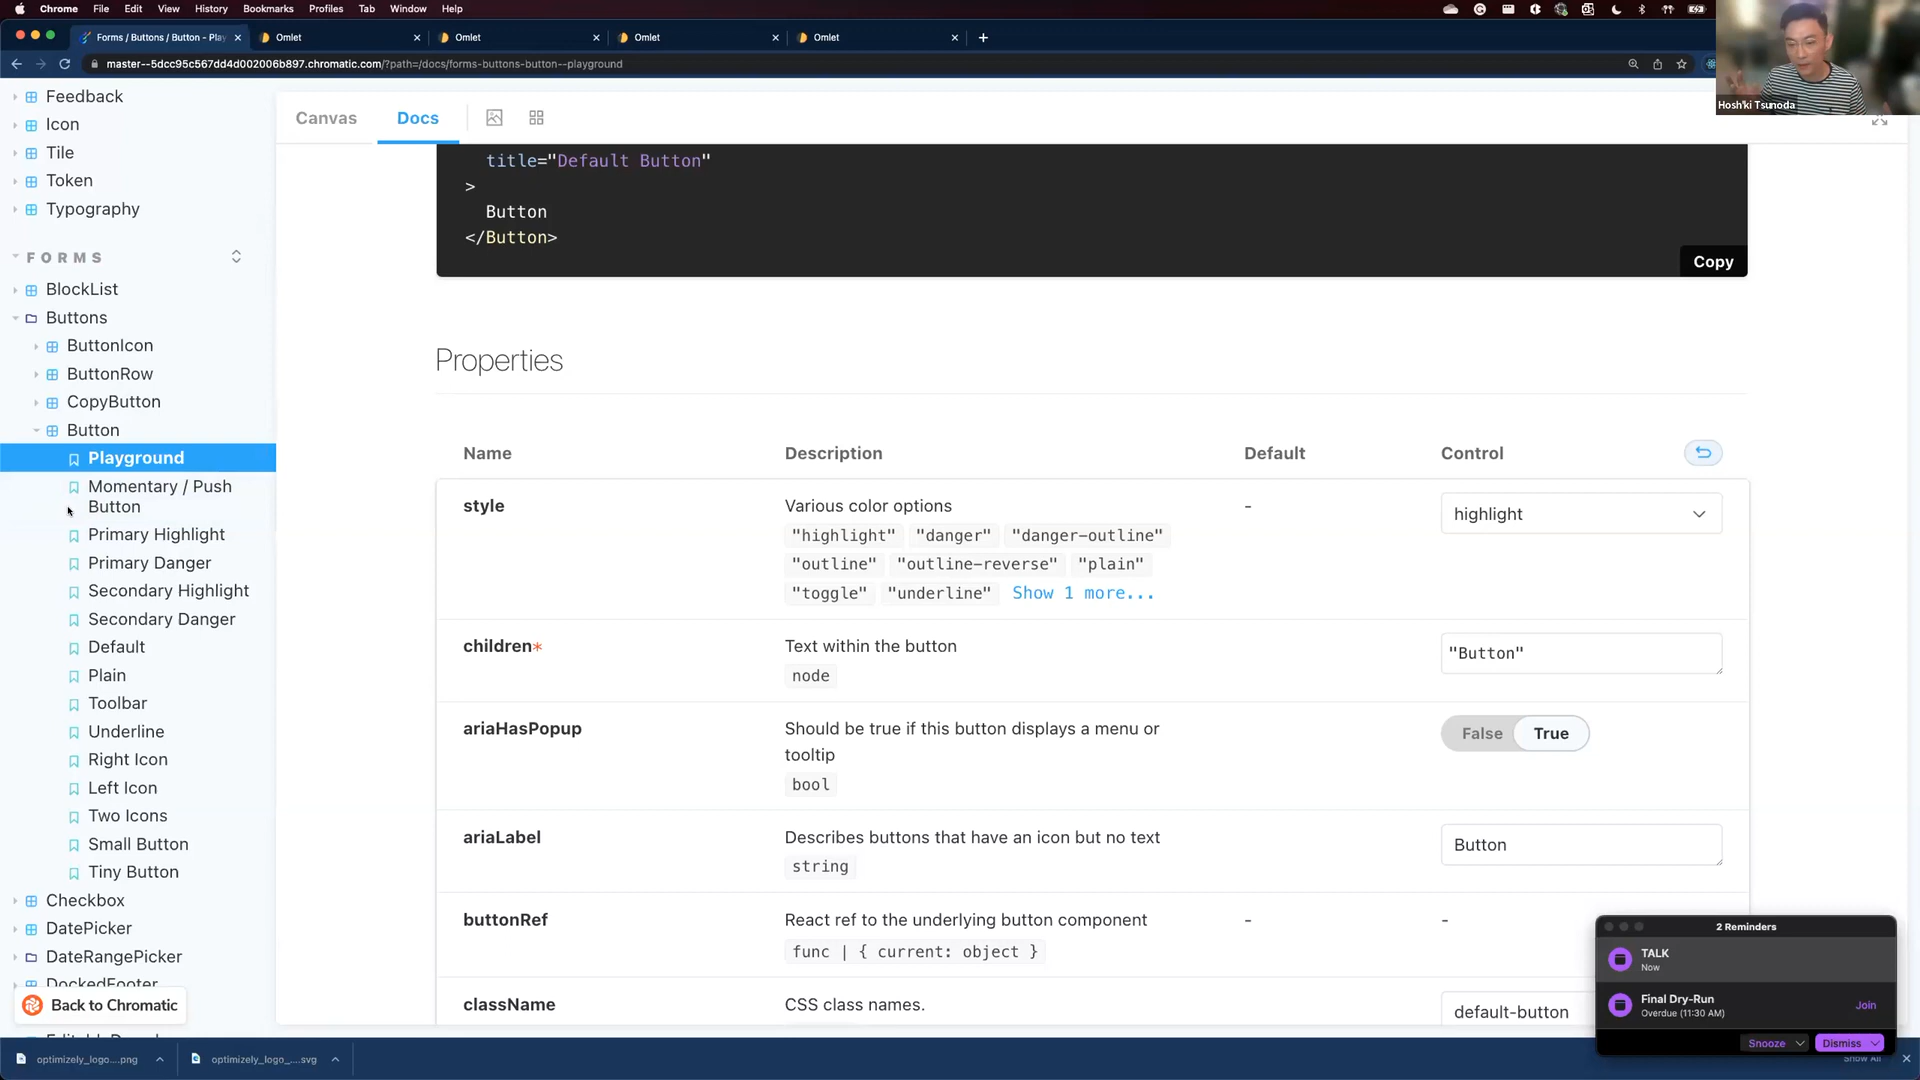 Chrome File Edit View History Bookmarks Profiles Tab Window Help
Forms / Buttons / Button - Play Omlet Omlet Omlet Omlet
master--5dcc95c567dd4d002006b897.chromatic.com/?path=/docs/forms-buttons-button--playground
Hosh'ki Tsunoda
Feedback
Icon
Tile
Token
Typography
FORMS
BlockList
Buttons
ButtonIcon
ButtonRow
CopyButton
Button
Playground
Momentary / Push
Button
Primary Highlight
Primary Danger
Secondary Highlight
Secondary Danger
Default
Plain
Toolbar
Underline
Right Icon
Left Icon
Two Icons
Small Button
Tiny Button
Checkbox
DatePicker
DateRangePicker
DockedFooter
Back to Chromatic
Canvas Docs
title="Default Button"
>
Button
</Button>
Copy
Properties
Name Description Default Control
style Various color options - highlight
"highlight" "danger" "danger-outline"
"outline" "outline-reverse" "plain"
"toggle" "underline" Show 1 more...
children* Text within the button "Button"
node
ariaHasPopup Should be true if this button displays a menu or False True
tooltip
bool
ariaLabel Describes buttons that have an icon but no text Button
string
buttonRef React ref to the underlying button component - -
func | { current: object }
className CSS class names. default-button
2 Reminders
TALK
Now
Final Dry-Run
Overdue (11:30 AM) Join
Snooze Dismiss
optimizely_logo....png optimizely_logo_....svg Show All